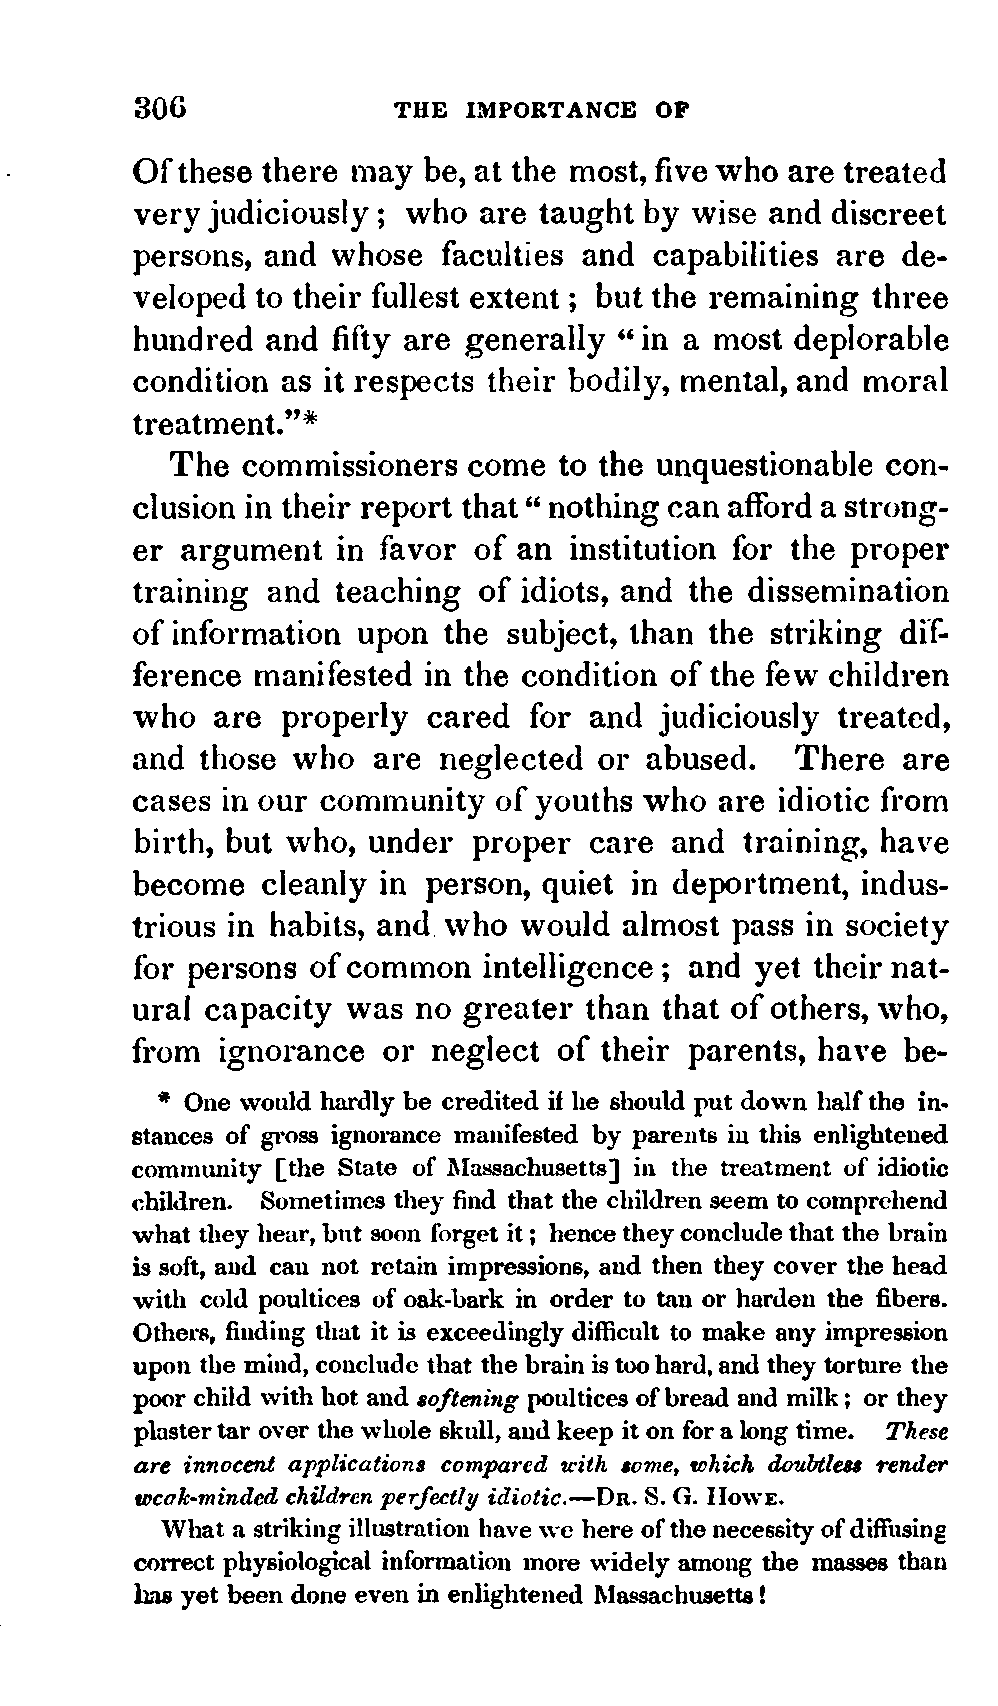 306 THE IMPORTANCE OF
Of these there may be, at the most, five who are treated
very judiciously; who are taught by wise and discreet
persons, and whose faculties and capabilities are de-
veloped to their fullest extent; but the remaining three
hundred and fifty are generally “in a most deplorable
condition as it respects their bodily, mental, and moral
treatment.”*
The commissioners come to the unquestionable con-
clusion in their report that “nothing can afford a strong-
er argument in favor of an institution for the proper
training and teaching of idiots, and the dissemination
of information upon the subject, than the striking dif-
ference manifested in the condition of the few children
who are properly cared for and judiciously treated,
and those who are neglected or abused. There are
cases in our community of youths who are idiotic from
birth, but who, under proper care and training, have
become cleanly in person, quiet in deportment, indus-
trious in habits, and who would almost pass in society
for persons of common intelligence; and yet their nat-
ural capacity was no greater than that of others, who,
from ignorance or neglect of their parents, have be-
* One would hardly be credited if he should put down half the in-
stances of gross ignorance manifested by parents in this enlightened
community [the State of Massachusetts] in the treatment of idiotic
children. Sometimes they find that the children seem to comprehend
what they hear, but soon forget it; hence they conclude that the brain
is soft, and can not retain impressions, and then they cover the head
with cold poultices of oak-bark in order to tan or harden the fibers.
Others, finding that it is exceedingly difficult to make any impression
upon the mind, conclude that the brain is too hard, and they torture the
poor child with hot and softening poultices of bread and milk; or they
plaster tar over the whole skull, and keep it on for a long time. These
are innocent applications compared with some, which doubtless render
weak-minded children perfectly idiotic.—DR. S. G. HOWE.
What a striking illustration have we here of the necessity of diffusing
correct physiological information more widely among the masses than
has yet been done even in enlightened Massachusetts!